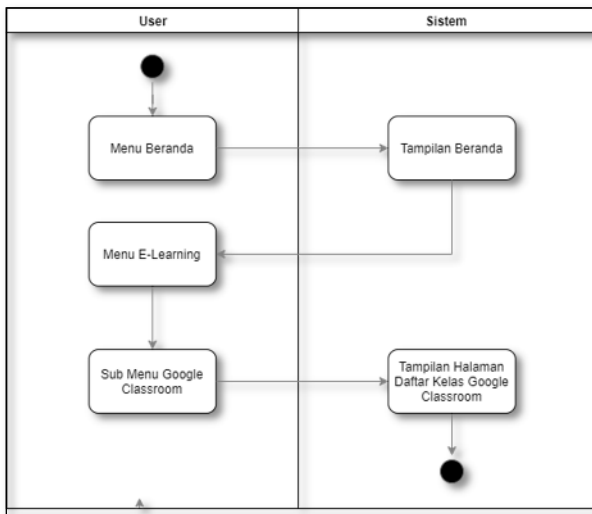 User
Sistem
Menu Beranda
Tampilan Beranda
Menu E-Learning
Sub Menu Google
Classroom
Tampilan Halaman
Daftar Kelas Google
Classroom